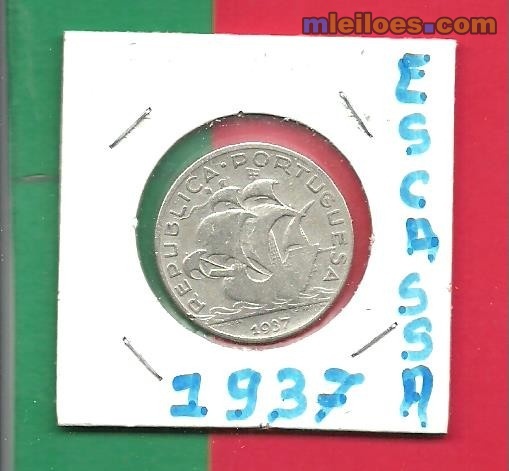 mleiloes.com
REPUBLICA · PORTUGUESA
1937
ESCASSA
1937